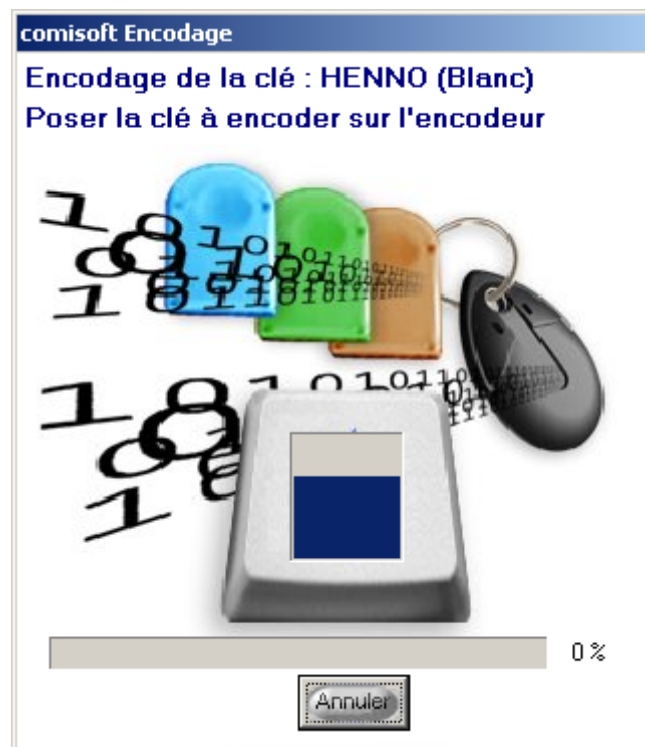 comisoft Encodage
Encodage de la clé : HENNO (Blanc)
Poser la clé à encoder sur l'encodeur
0 %
Annuler